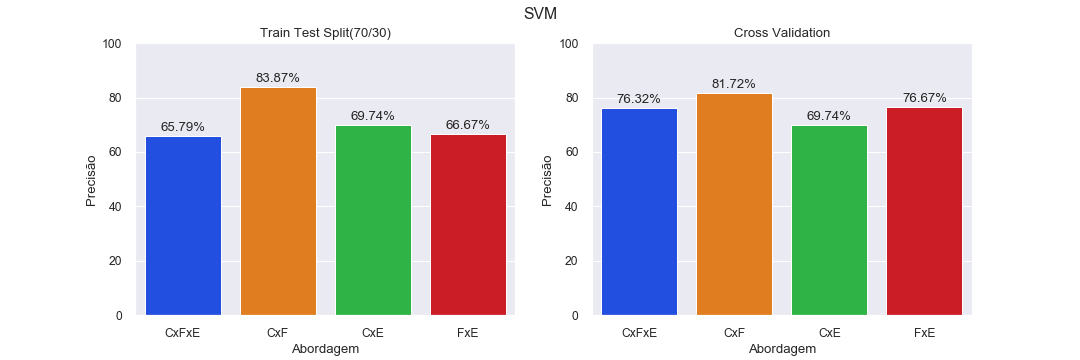 SVM
Train Test Split(70/30)
100
80
60
40
20
0
Precisão
65.79%
83.87%
69.74%
66.67%
CxFxE
CxF
CxE
FxE
Abordagem
Cross Validation
100
80
60
40
20
0
Precisão
76.32%
81.72%
69.74%
76.67%
CxFxE
CxF
CxE
FxE
Abordagem